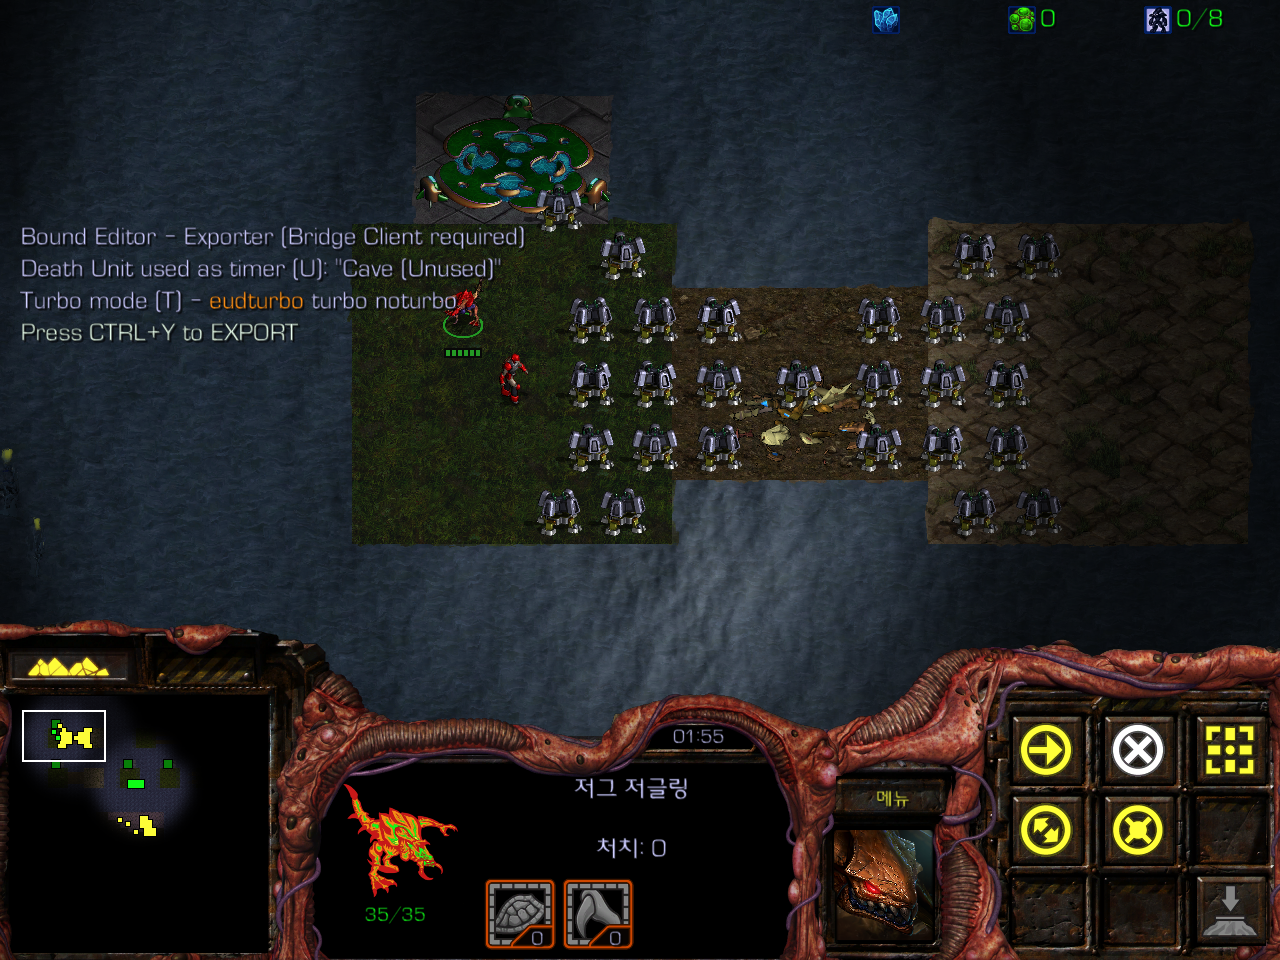 0
0/8
Bound Editor - Exporter (Bridge Client required)
Death Unit used as timer (U): "Cave (Unused)"
Turbo mode (T) - eudturbo turbo noturbo
Press CTRL+Y to EXPORT
01:55
저그 저글링
메뉴
처치: 0
35/35
0
0